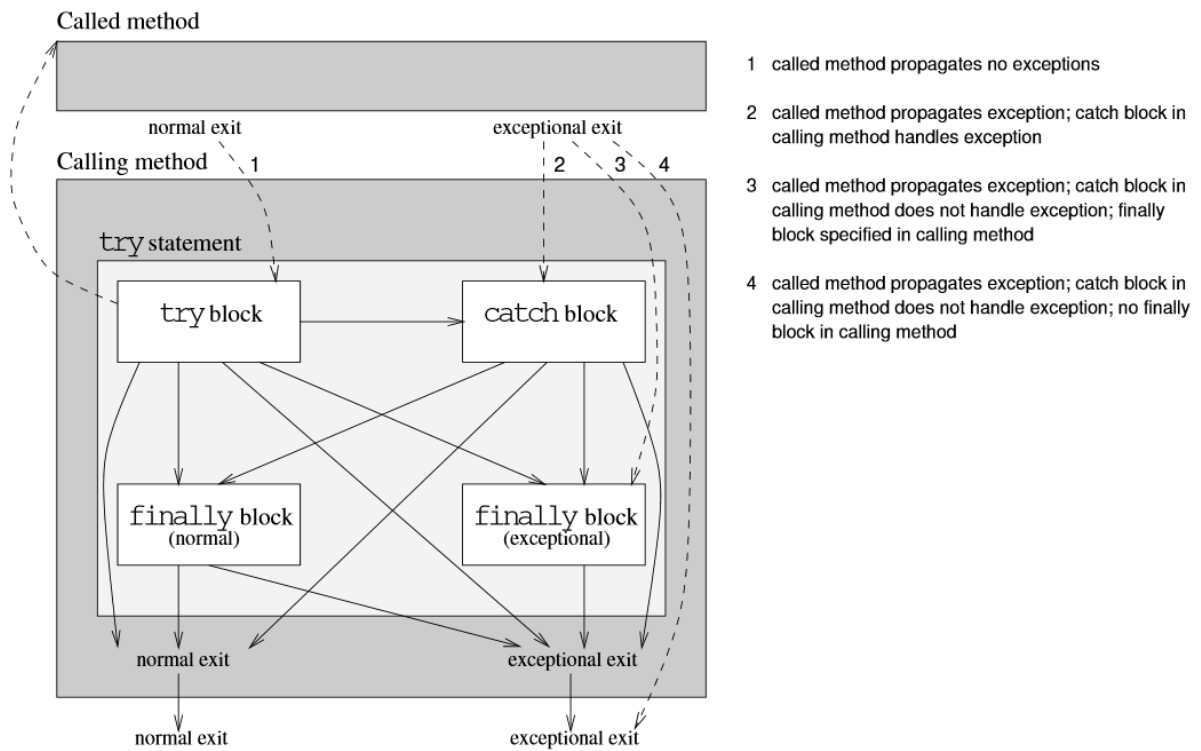 Called method
normal exit
exceptional exit
Calling method
1
2
3
4
try statement
try block
catch block
finally block
(normal)
finally block
(exceptional)
normal exit
exceptional exit
normal exit
exceptional exit
1 called method propagates no exceptions
2 called method propagates exception; catch block in
calling method handles exception
3 called method propagates exception; catch block in
calling method does not handle exception; finally
block specified in calling method
4 called method propagates exception; catch block in
calling method does not handle exception; no finally
block in calling method